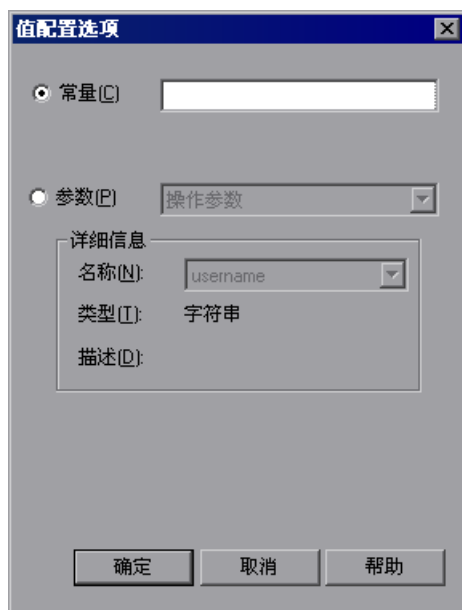 值配置选项
常量(C)
参数(P) 操作参数
详细信息
名称(N): username
类型(T): 字符串
描述(D):
确定 取消 帮助